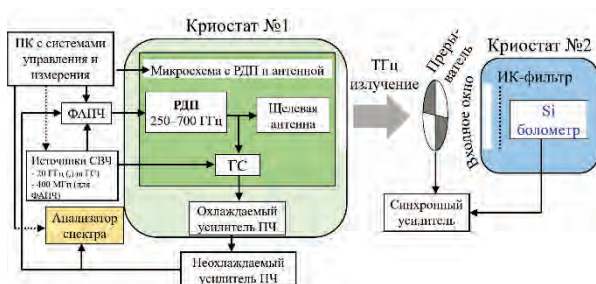 Криостат №1
ПК с системами
управления и
измерения
ФАПЧ
Источники СВЧ
- 20 ГГц (для ГС)
- 400 МГц (для
ФАПЧ)
Анализатор
спектра
Микросхема с РДП и антенной
РДП
250–700 ГГц
Щелевая
антенна
ГС
Охлаждаемый
усилитель ПЧ
Неохлаждаемый
усилитель ПЧ
ТГц
излучение
Преры-
ватель
Входное окно
Криостат №2
ИК-фильтр
Si
болометр
Синхронный
усилитель